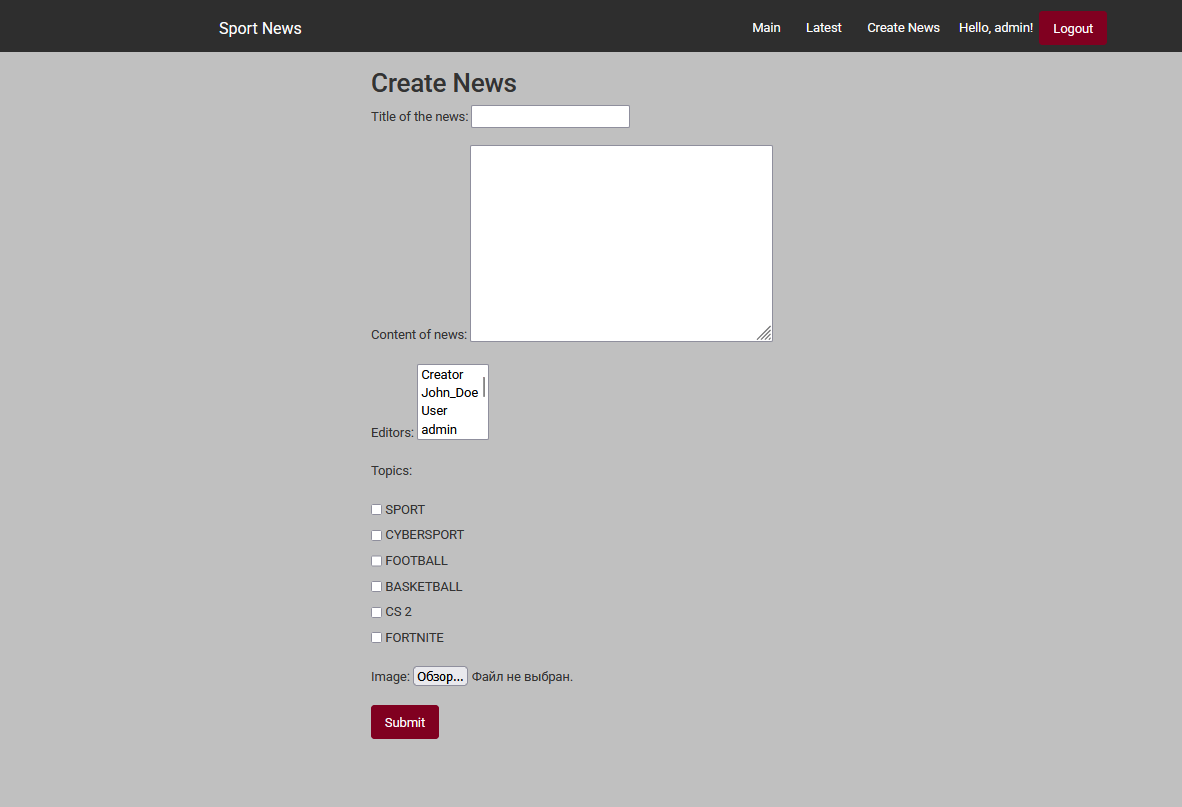 Sport News Main Latest Create News Hello, admin! Logout
Create News
Title of the news:
Content of news:
Creator
John_Doe
User
admin
Editors:
Topics:
SPORT
CYBERSPORT
FOOTBALL
BASKETBALL
CS 2
FORTNITE
Image: Обзор... Файл не выбран.
Submit